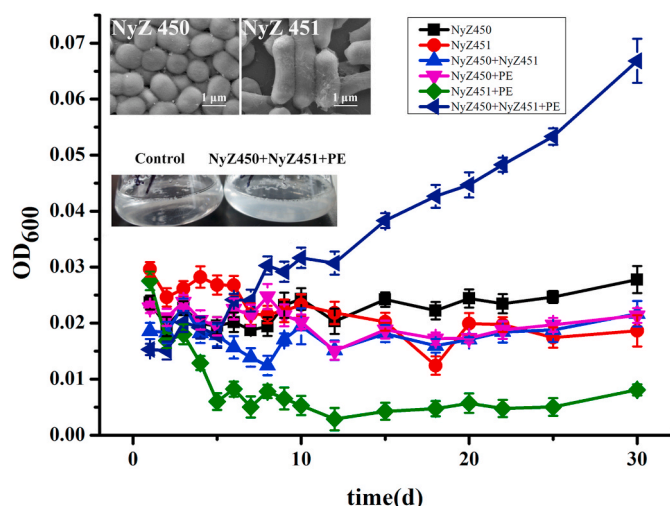 NyZ 450 NyZ 451
1 μm 1 μm
Control NyZ450+NyZ451+PE
NyZ450
NyZ451
NyZ450+NyZ451
NyZ450+PE
NyZ451+PE
NyZ450+NyZ451+PE
OD600
0.07
0.06
0.05
0.04
0.03
0.02
0.01
0.00
0 10 20 30
time(d)